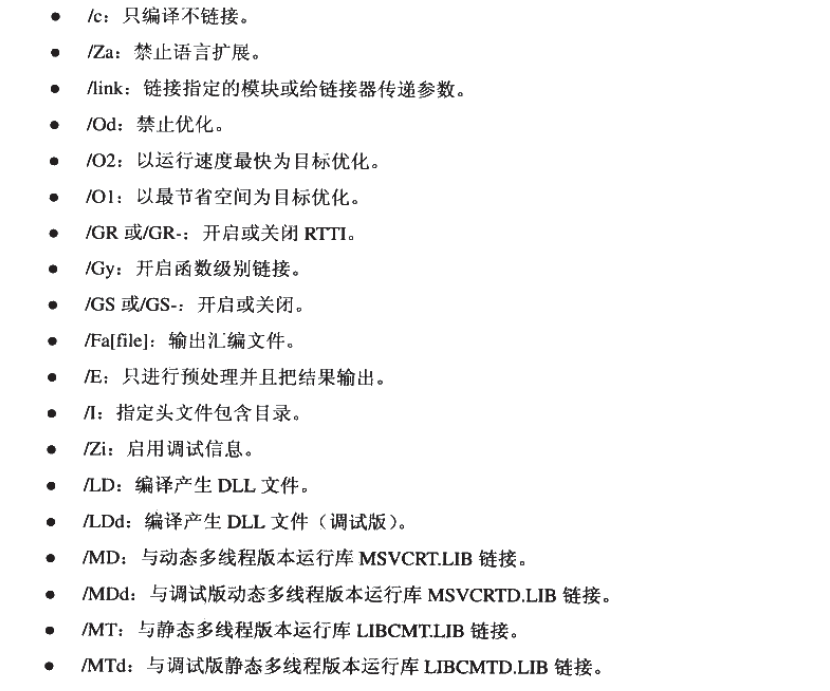 ● /c：只编译不链接。
● /Za：禁止语言扩展。
● /link：链接指定的模块或给链接器传递参数。
● /Od：禁止优化。
● /O2：以运行速度最快为目标优化。
● /O1：以最节省空间为目标优化。
● /GR 或/GR-：开启或关闭 RTTI。
● /Gy：开启函数级别链接。
● /GS 或/GS-：开启或关闭。
● /Fa[file]：输出汇编文件。
● /E：只进行预处理并且把结果输出。
● /I：指定头文件包含目录。
● /Zi：启用调试信息。
● /LD：编译产生 DLL 文件。
● /LDd：编译产生 DLL 文件（调试版）。
● /MD：与动态多线程版本运行库 MSVCRT.LIB 链接。
● /MDd：与调试版动态多线程版本运行库 MSVCRTD.LIB 链接。
● /MT：与静态多线程版本运行库 LIBCMT.LIB 链接。
● /MTd：与调试版静态多线程版本运行库 LIBCMTD.LIB 链接。